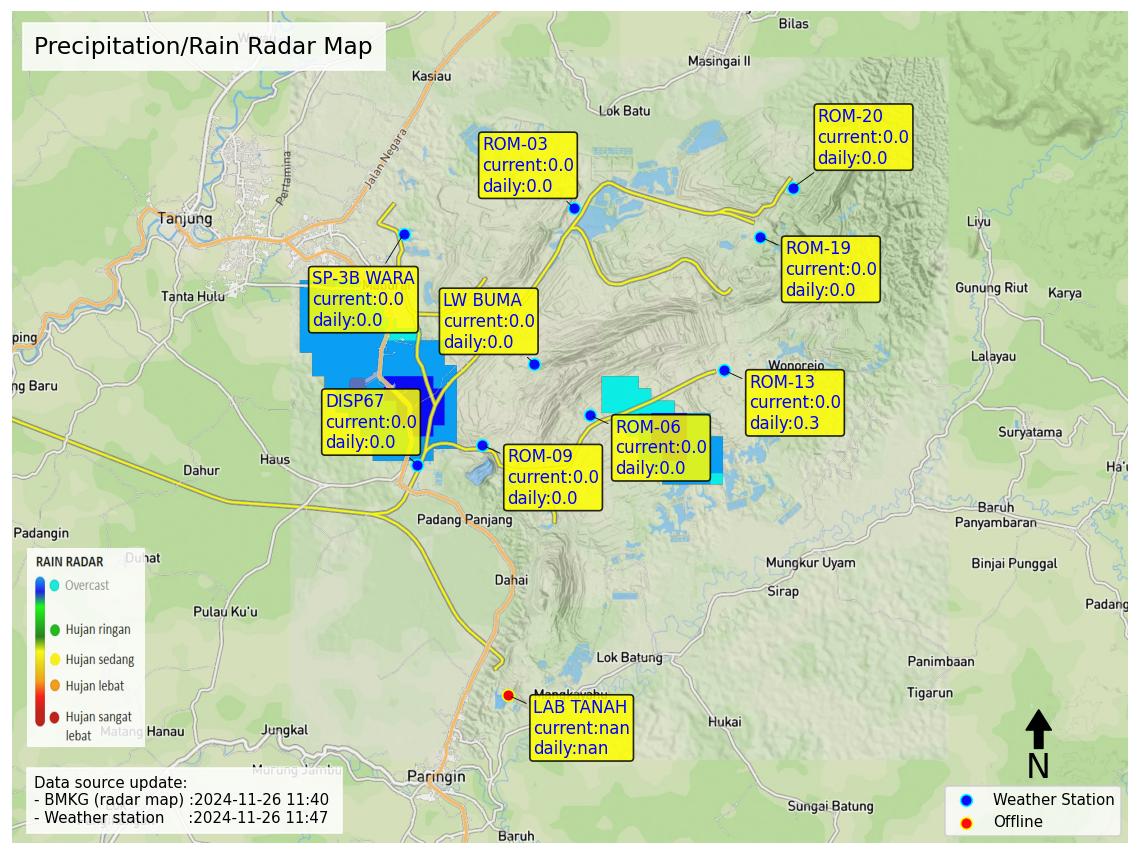 Precipitation/Rain Radar Map
Bilas
Masingai II
Kasiau
Lok Batu
Jalan Negara
Pertamina
Tanjung
Tanta Hulu
ROM-03
current:0.0
daily:0.0
ROM-20
current:0.0
daily:0.0
ROM-19
current:0.0
daily:0.0
SP-3B WARA
current:0.0
daily:0.0
LW BUMA
current:0.0
daily:0.0
Liyu
Gunung Riut
Karya
Lalayau
Wonorejo
ping
ng Baru
ROM-13
current:0.0
daily:0.3
DISP67
current:0.0
daily:0.0
ROM-06
current:0.0
daily:0.0
ROM-09
current:0.0
daily:0.0
Suryatama
Ha'u
Haus
Dahur
Baruh
Panyambaran
Padang Panjang
Padangin
Duhat
Mungkur Uyam
Binjai Punggal
Dahai
Sirap
Padang
Pulau Ku'u
RAIN RADAR
Overcast
Hujan ringan
Hujan sedang
Hujan lebat
Hujan sangat
lebat
Lok Batung
Panimbaan
Tigarun
Mangkayahu
LAB TANAH
current:nan
daily:nan
Hukai
Matang Hanau
Jungkal
Murung Jambu
Paringin
Sungai Batung
Baruh
Data source update:
- BMKG (radar map) :2024-11-26 11:40
- Weather station :2024-11-26 11:47
N
Weather Station
Offline